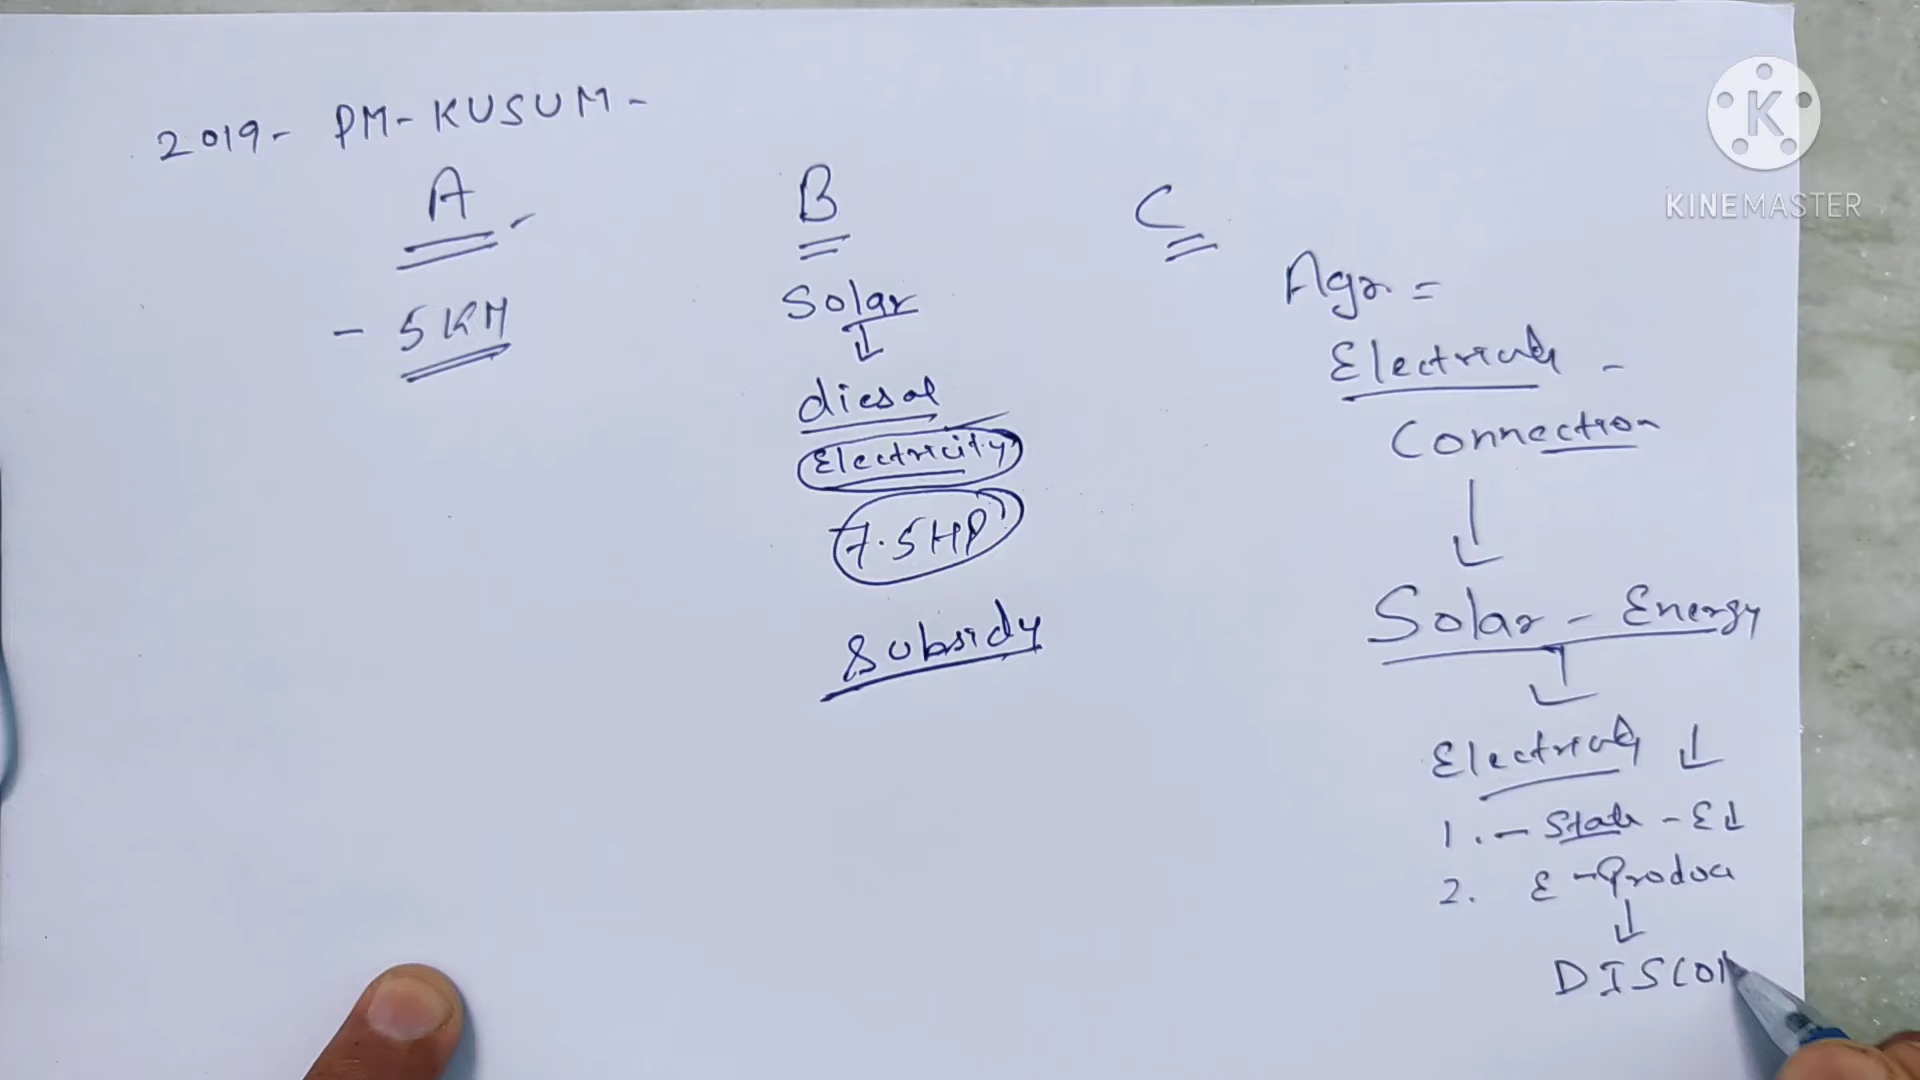 2019- PM-KUSUM-
A
- 5KM
B
Solar
diesel
Electricity
7.5HP
Subsidy
C
Agr =
Electricity -
Connection
Solar - Energy
Electricity
1. - State - E
2. E - Produc
DISCOM
K
KINEMASTER